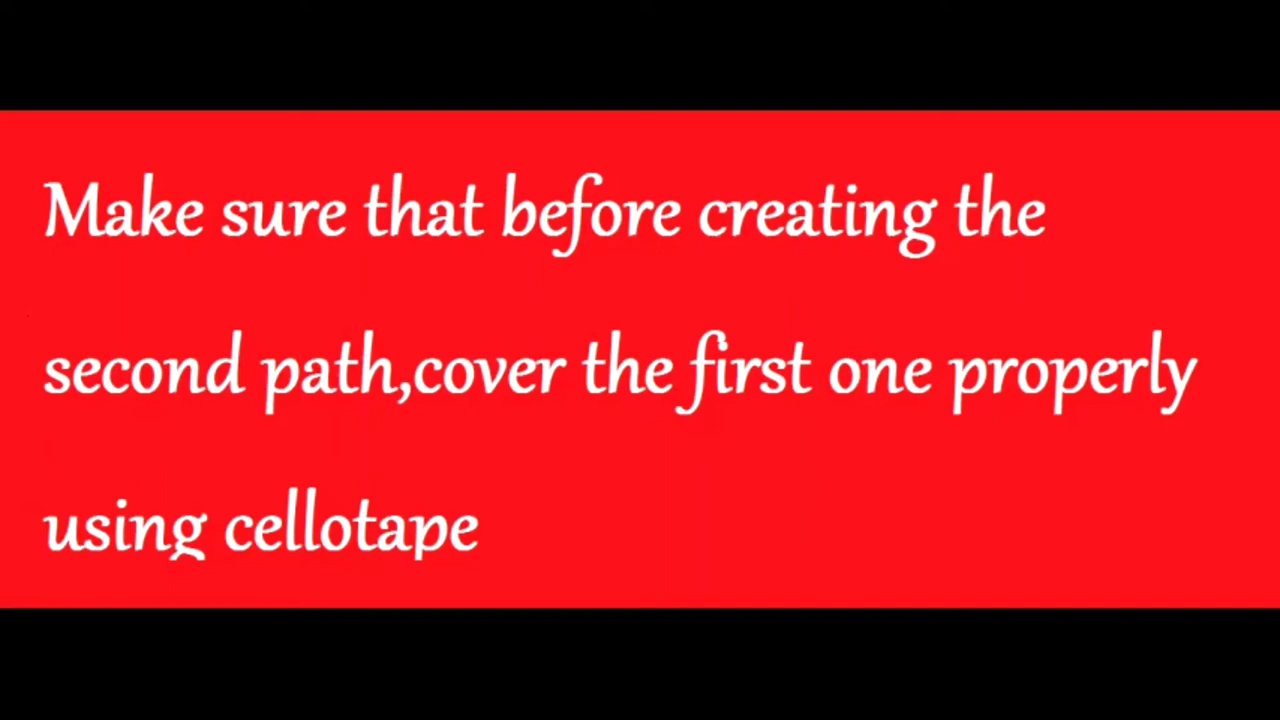 Make sure that before creating the
second path,cover the first one properly
using cellotape